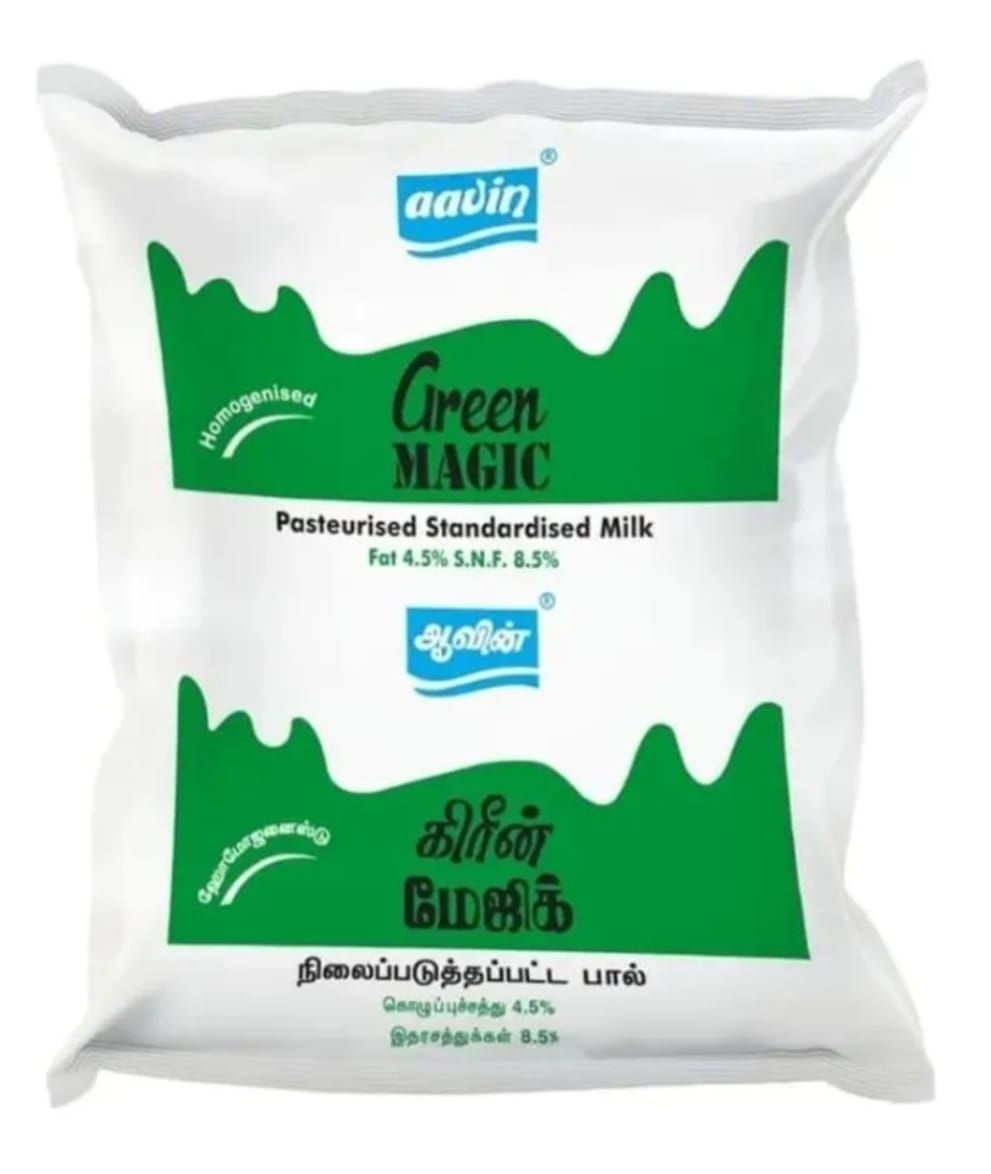 aavin ®
Homogenised
Green
MAGIC
Pasteurised Standardised Milk
Fat 4.5% S.N.F. 8.5%
ஆவின் ®
ஹோமோஜனைஸ்டு
கிரீன்
மேஜிக்
நிலைப்படுத்தப்பட்ட பால்
கொழுப்புச்சத்து 4.5%
இதரசத்துக்கள் 8.5%